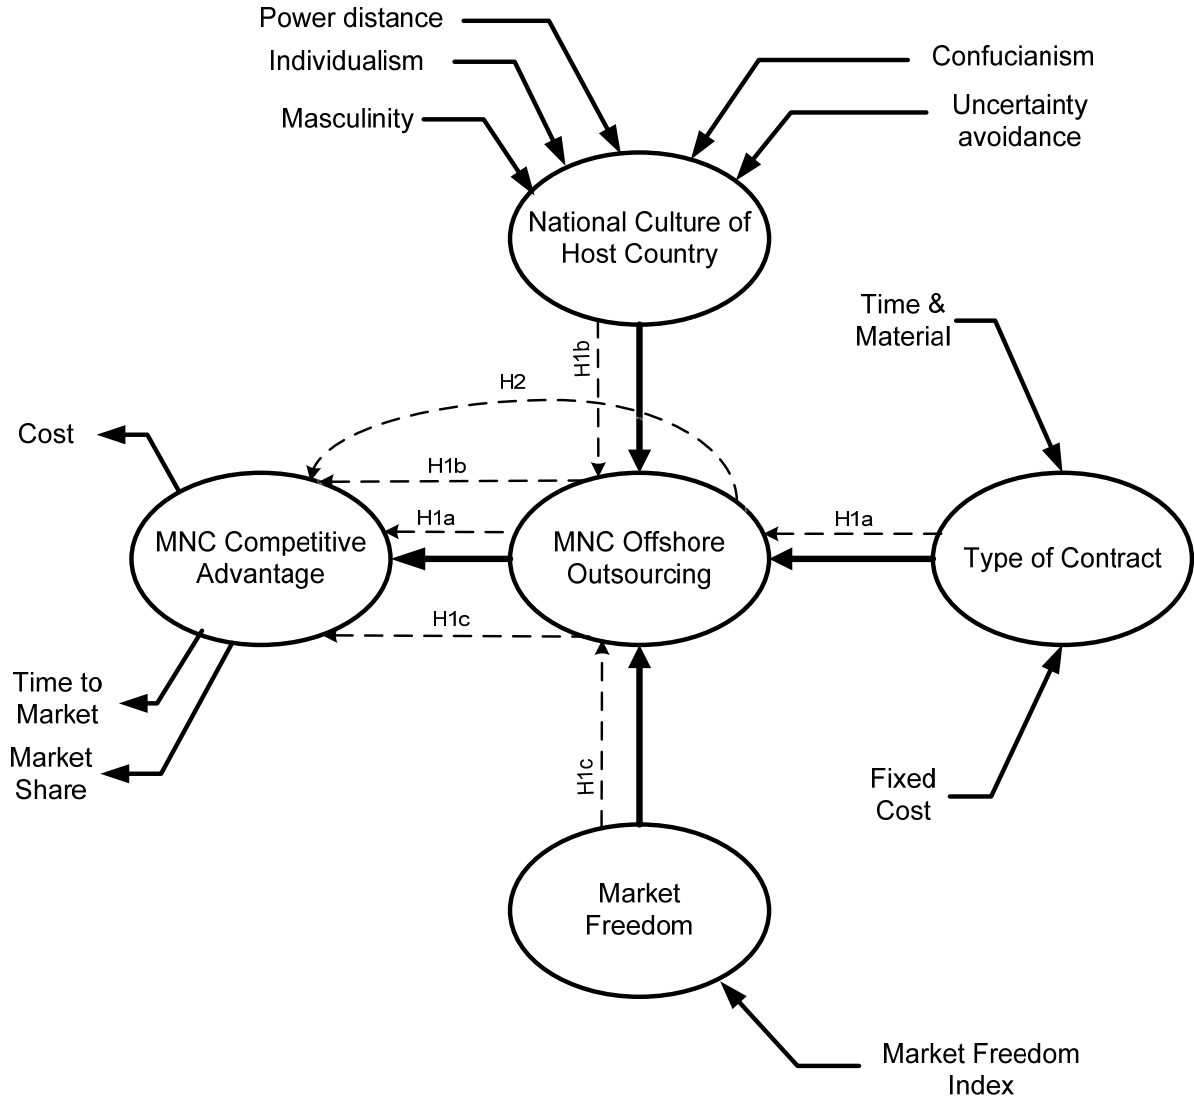 Power distance
Individualism
Masculinity
Confucianism
Uncertainty
avoidance
National Culture of
Host Country
Time &
Material
H1b
H2
Cost
H1b
H1a
H1a
MNC Competitive
Advantage
MNC Offshore
Outsourcing
Type of Contract
H1c
Time to
Market
Market
Share
H1c
Fixed
Cost
Market
Freedom
Market Freedom
Index